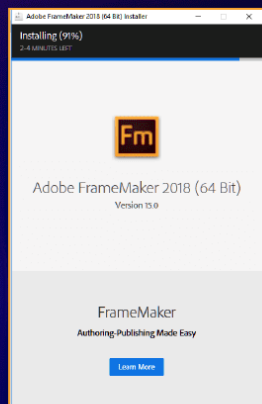 Adobe FrameMaker 2018 (64 Bit) Installer
Installing (91%)
2-4 MINUTES LEFT
Fm
Adobe FrameMaker 2018 (64 Bit)
Version 15.0
FrameMaker
Authoring-Publishing Made Easy
Learn More